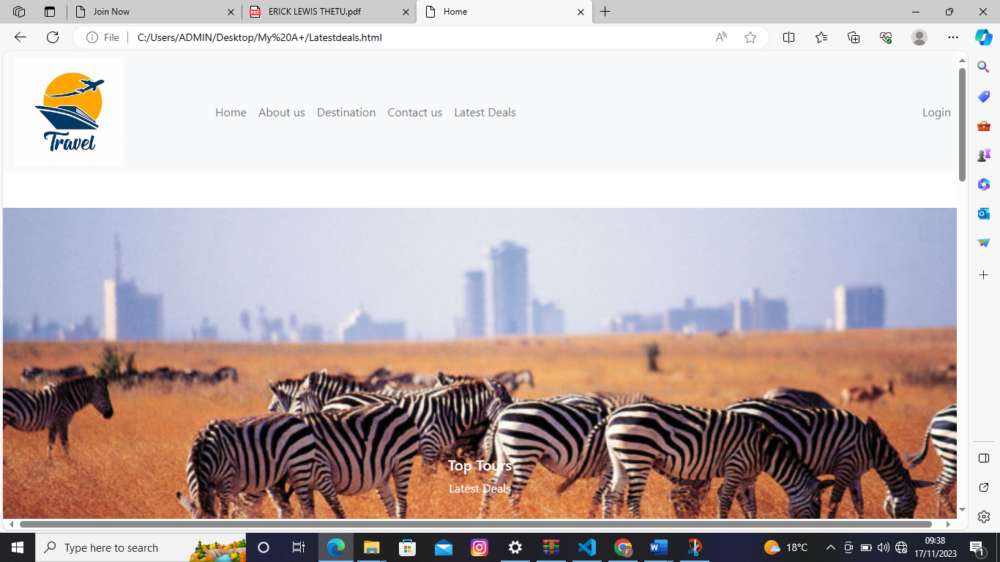 Join Now
ERICK LEWIS THETU.pdf
Home
File
C:/Users/ADMIN/Desktop/My%20A+/Latestdeals.html
Travel
Home About us Destination Contact us Latest Deals
Login
Top Tours
Latest Deals
Type here to search
18°C
09:38
17/11/2023
1